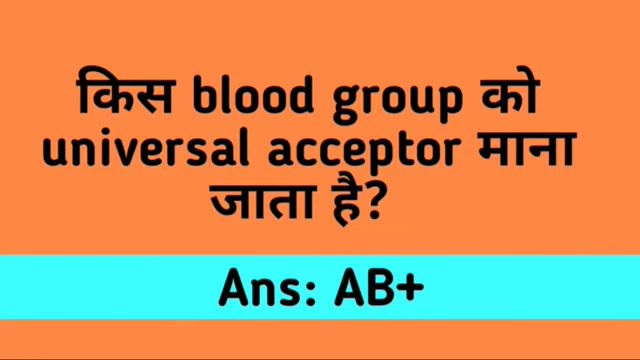 किस blood group को
universal acceptor माना
जाता है?
Ans: AB+